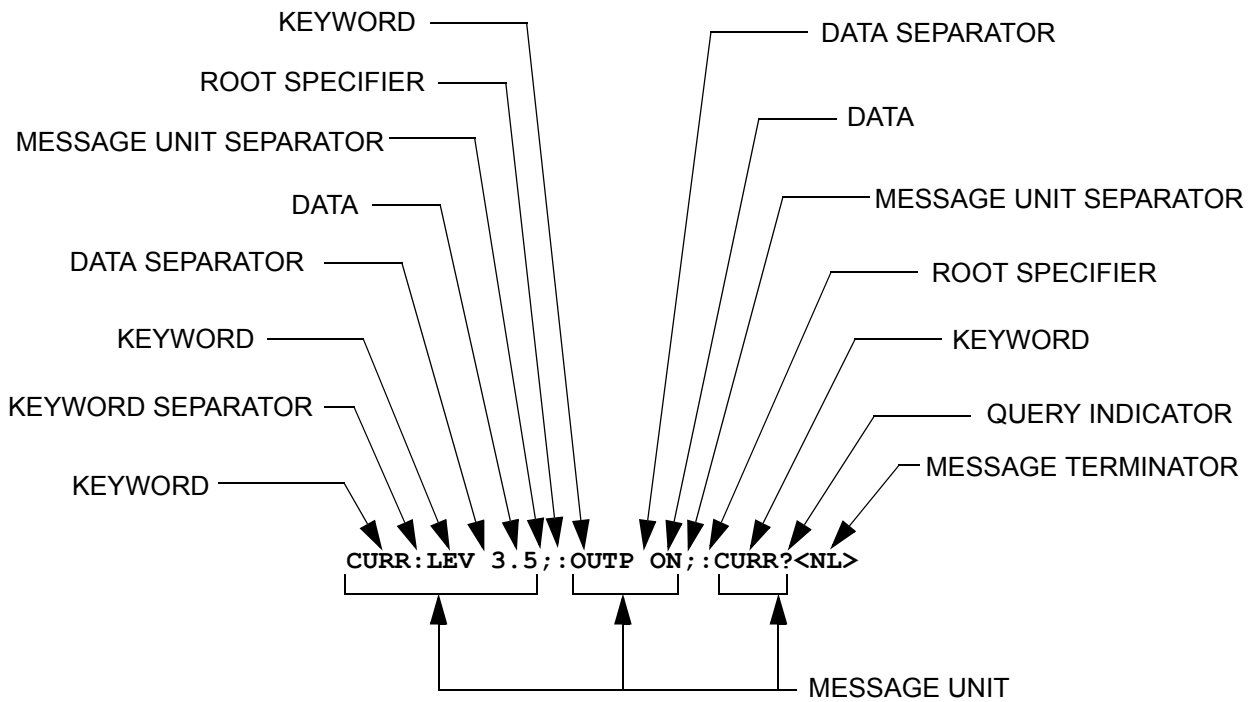 KEYWORD
DATA SEPARATOR
ROOT SPECIFIER
DATA
MESSAGE UNIT SEPARATOR
MESSAGE UNIT SEPARATOR
DATA
DATA SEPARATOR
ROOT SPECIFIER
KEYWORD
KEYWORD
KEYWORD SEPARATOR
QUERY INDICATOR
KEYWORD
MESSAGE TERMINATOR
CURR:LEV 3.5;:OUTP ON;:CURR?<NL>
MESSAGE UNIT